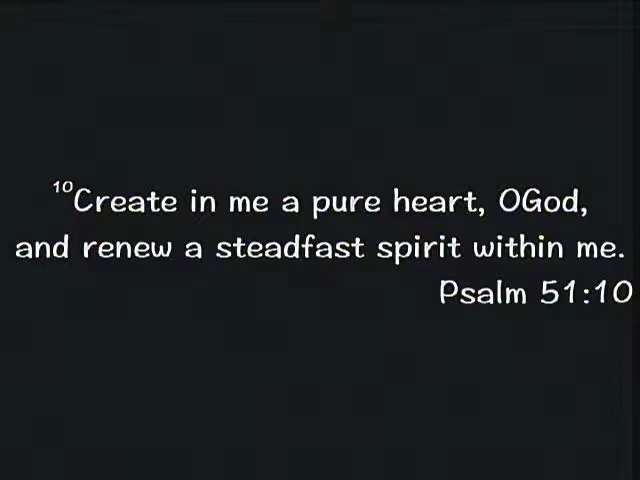 ¹⁰Create in me a pure heart, OGod,
and renew a steadfast spirit within me.
Psalm 51:10